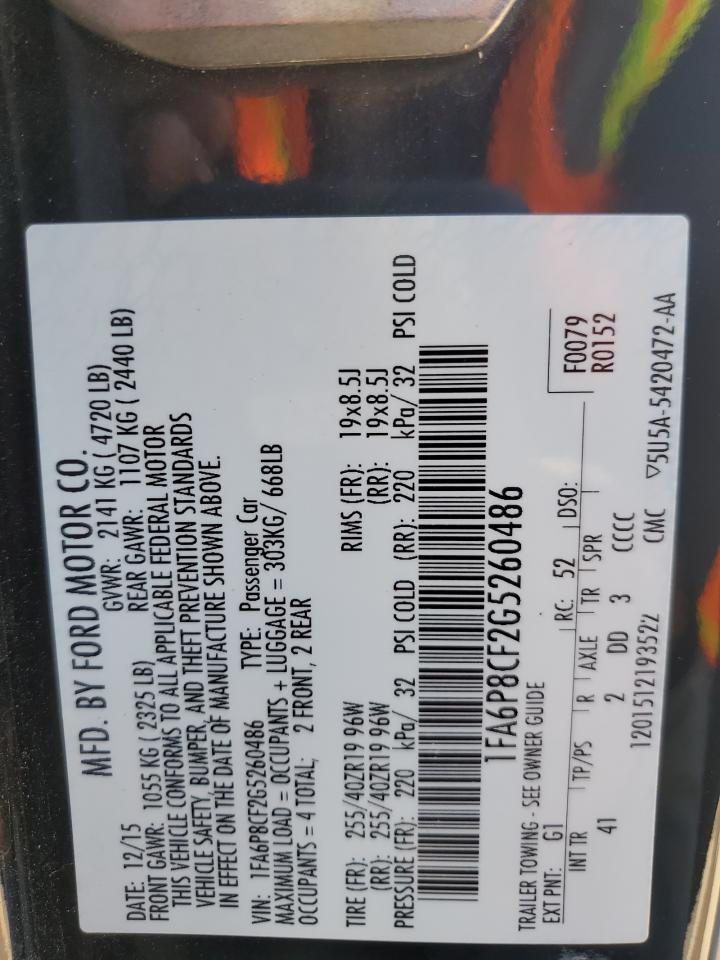 MFD. BY FORD MOTOR CO.
DATE: 12/15 GVWR: 2141 KG ( 4720 LB)
FRONT GAWR: 1055 KG ( 2325 LB) REAR GAWR: 1107 KG ( 2440 LB)
THIS VEHICLE CONFORMS TO ALL APPLICABLE FEDERAL MOTOR
VEHICLE SAFETY, BUMPER, AND THEFT PREVENTION STANDARDS
IN EFFECT ON THE DATE OF MANUFACTURE SHOWN ABOVE.
VIN: 1FA6P8CF2G5260486 TYPE: Passenger Car
MAXIMUM LOAD = OCCUPANTS + LUGGAGE = 303KG/ 668LB
OCCUPANTS = 4 TOTAL; 2 FRONT, 2 REAR
TIRE (FR): 255/40ZR19 96W RIMS (FR): 19x8.5J
(RR): 255/40ZR19 96W (RR): 19x8.5J
PRESSURE (FR): 220 kPa/ 32 PSI COLD (RR): 220 kPa/ 32 PSI COLD
1FA6P8CF2G5260486
TRAILER TOWING - SEE OWNER GUIDE
EXT PNT: G1 RC: 52 DSO: F0079
R0152
INT TR TP/PS R AXLE TR SPR
41 2 DD 3 CCCC
12015121935222 CMC ▽5U5A-5420472-AA